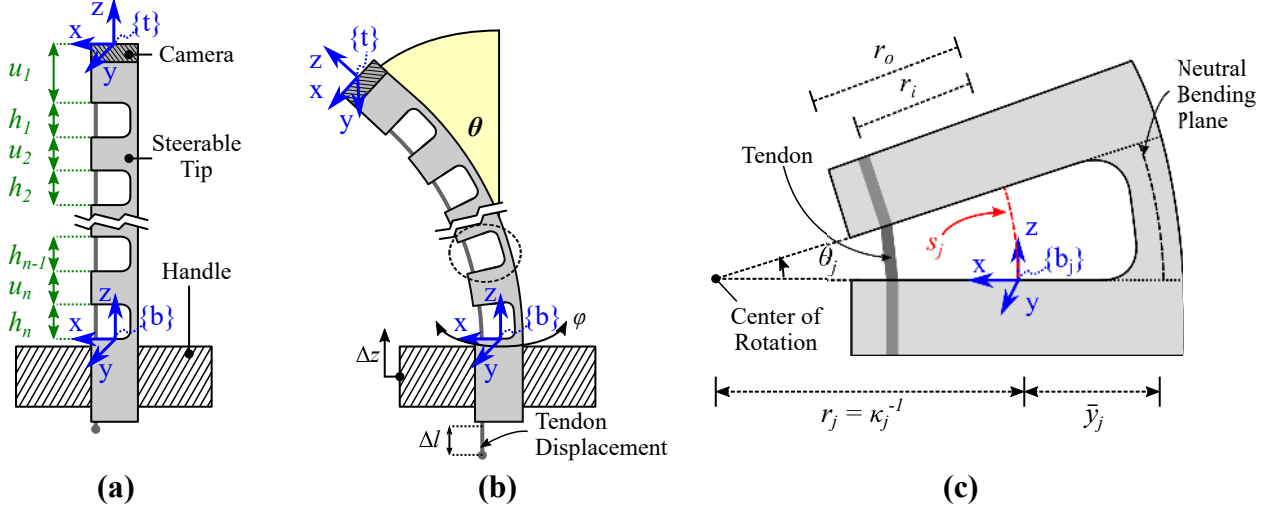 z
{t}
x
y
Camera
u₁
h₁
u₂
h₂
Steerable
Tip
hₙ₋₁
uₙ
hₙ
Handle
z
{b}
x
y
(a)
{t}
z
x
y
θ
z
{b}
x
y
φ
Δz
Δl
Tendon
Displacement
(b)
rₒ
rᵢ
Neutral
Bending
Plane
Tendon
sⱼ
θⱼ
z
x
{bⱼ}
y
Center of
Rotation
rⱼ = κⱼ⁻¹
ȳⱼ
(c)